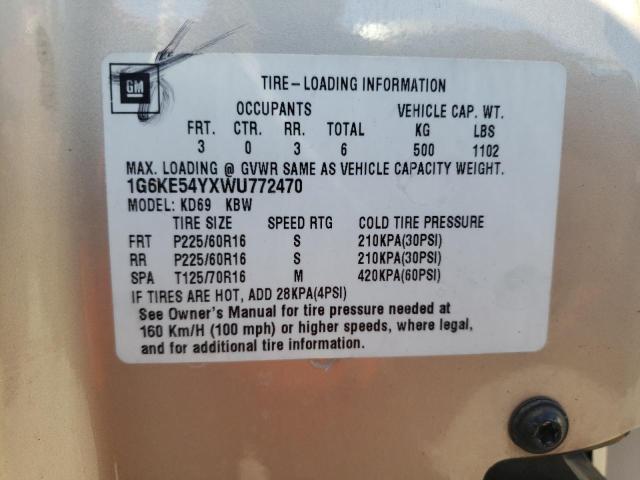 GM
TIRE-LOADING INFORMATION
OCCUPANTS VEHICLE CAP. WT.
FRT. CTR. RR. TOTAL KG LBS
3 0 3 6 500 1102
MAX. LOADING @ GVWR SAME AS VEHICLE CAPACITY WEIGHT.
1G6KE54YXWU772470
MODEL: KD69 KBW
TIRE SIZE SPEED RTG COLD TIRE PRESSURE
FRT P225/60R16 S 210KPA(30PSI)
RR P225/60R16 S 210KPA(30PSI)
SPA T125/70R16 M 420KPA(60PSI)
IF TIRES ARE HOT, ADD 28KPA(4PSI)
See Owner's Manual for tire pressure needed at
160 Km/H (100 mph) or higher speeds, where legal,
and for additional tire information.